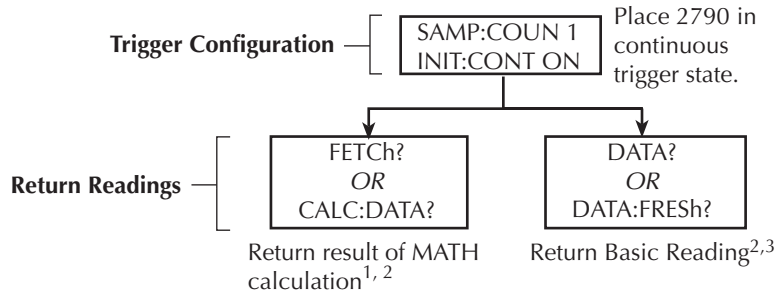 Trigger Configuration
SAMP:COUN 1
INIT:CONT ON
Place 2790 in
continuous
trigger state.
Return Readings
FETCh?
OR
CALC:DATA?
DATA?
OR
DATA:FRESh?
Return result of MATH
calculation1, 2
Return Basic Reading2,3